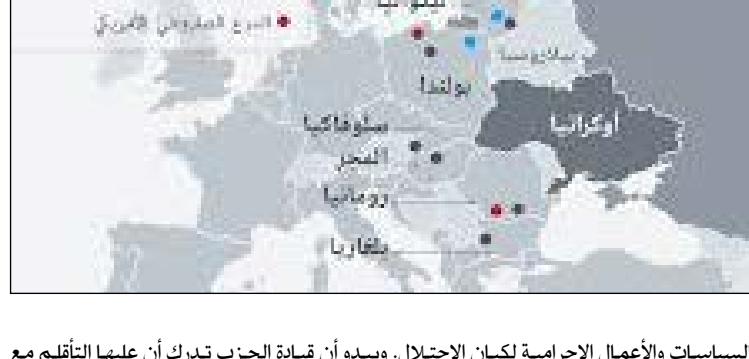 ليتوانيا
الدرع الصاروخي الأمريكي
بيلاروسيا
بولندا
أوكرانيا
سلوفاكيا
المجر
رومانيا
بلغاريا
لسياسات والأعمال الإجرامية لكيان الاحتلال. ويبدو أن قيادة الحزب تدرك أن عليها التأقلم مع